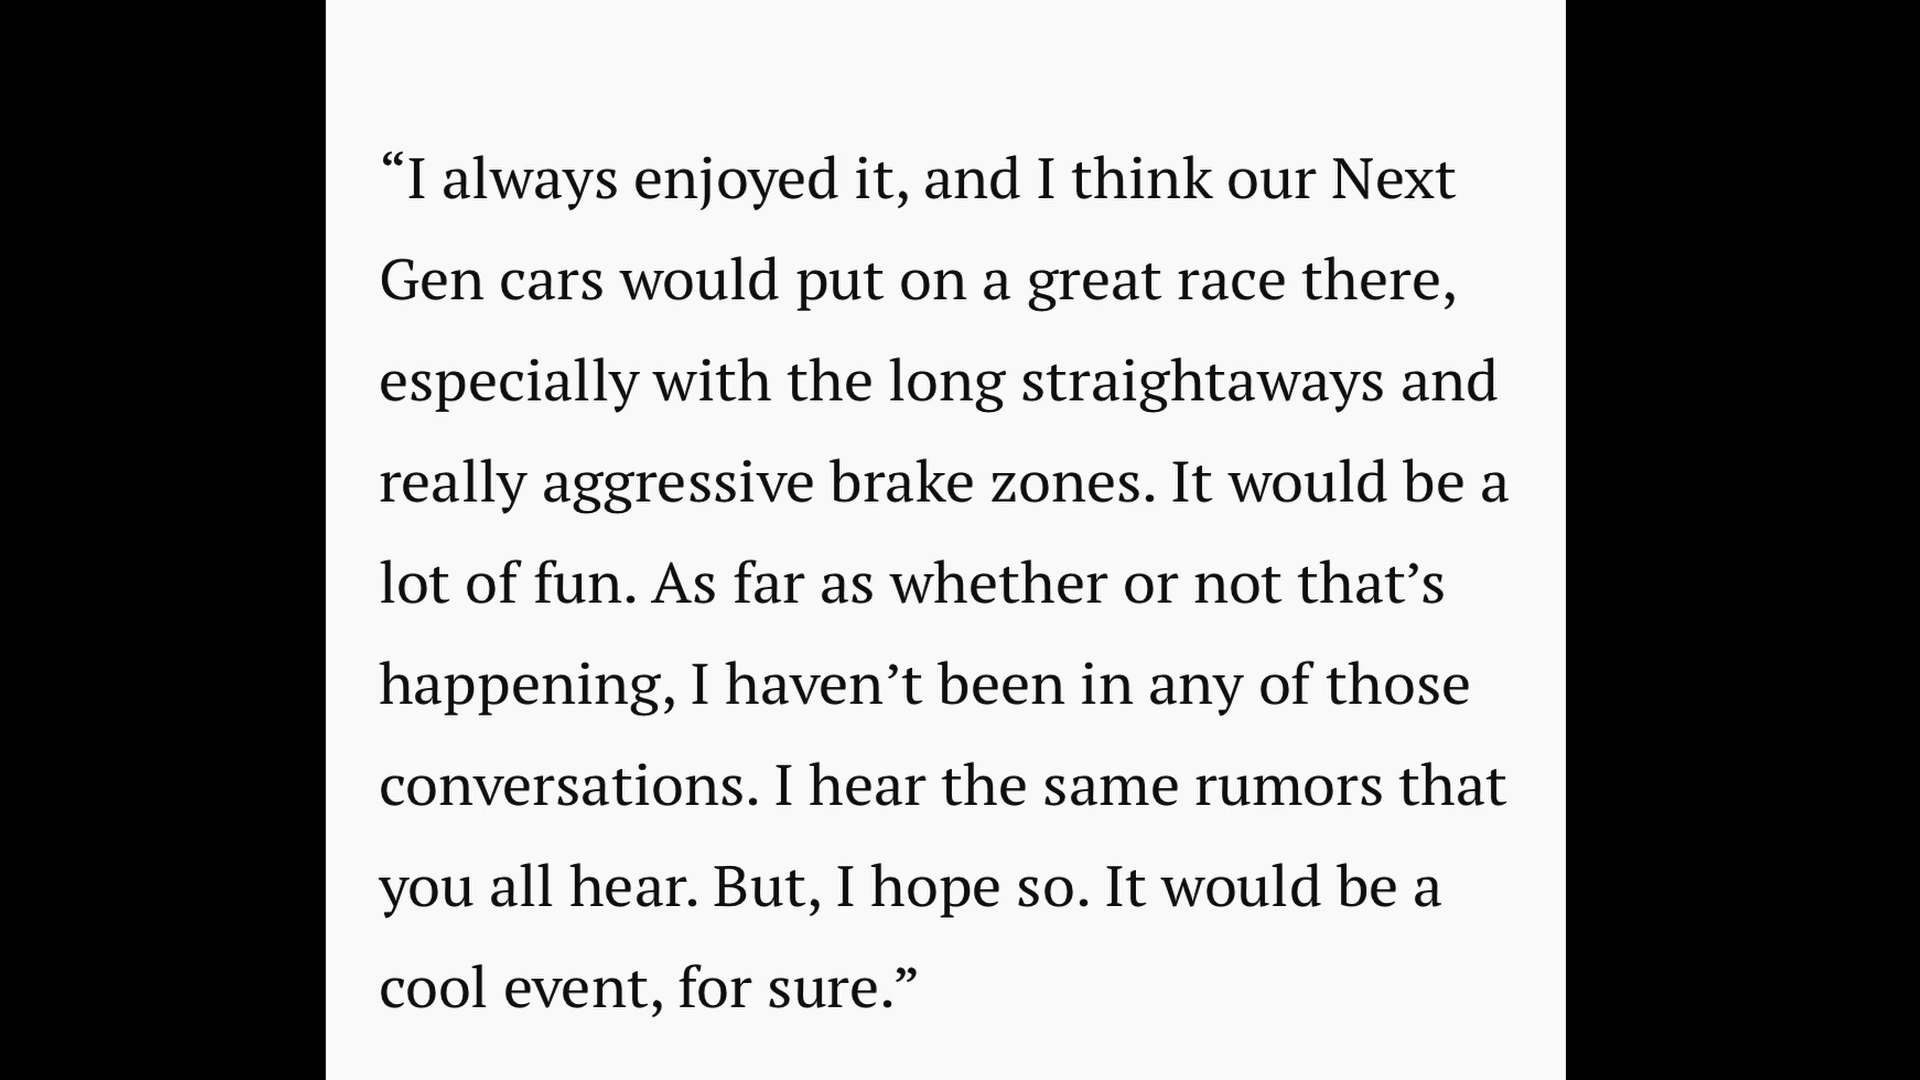 “I always enjoyed it, and I think our Next
Gen cars would put on a great race there,
especially with the long straightaways and
really aggressive brake zones. It would be a
lot of fun. As far as whether or not that’s
happening, I haven’t been in any of those
conversations. I hear the same rumors that
you all hear. But, I hope so. It would be a
cool event, for sure.”